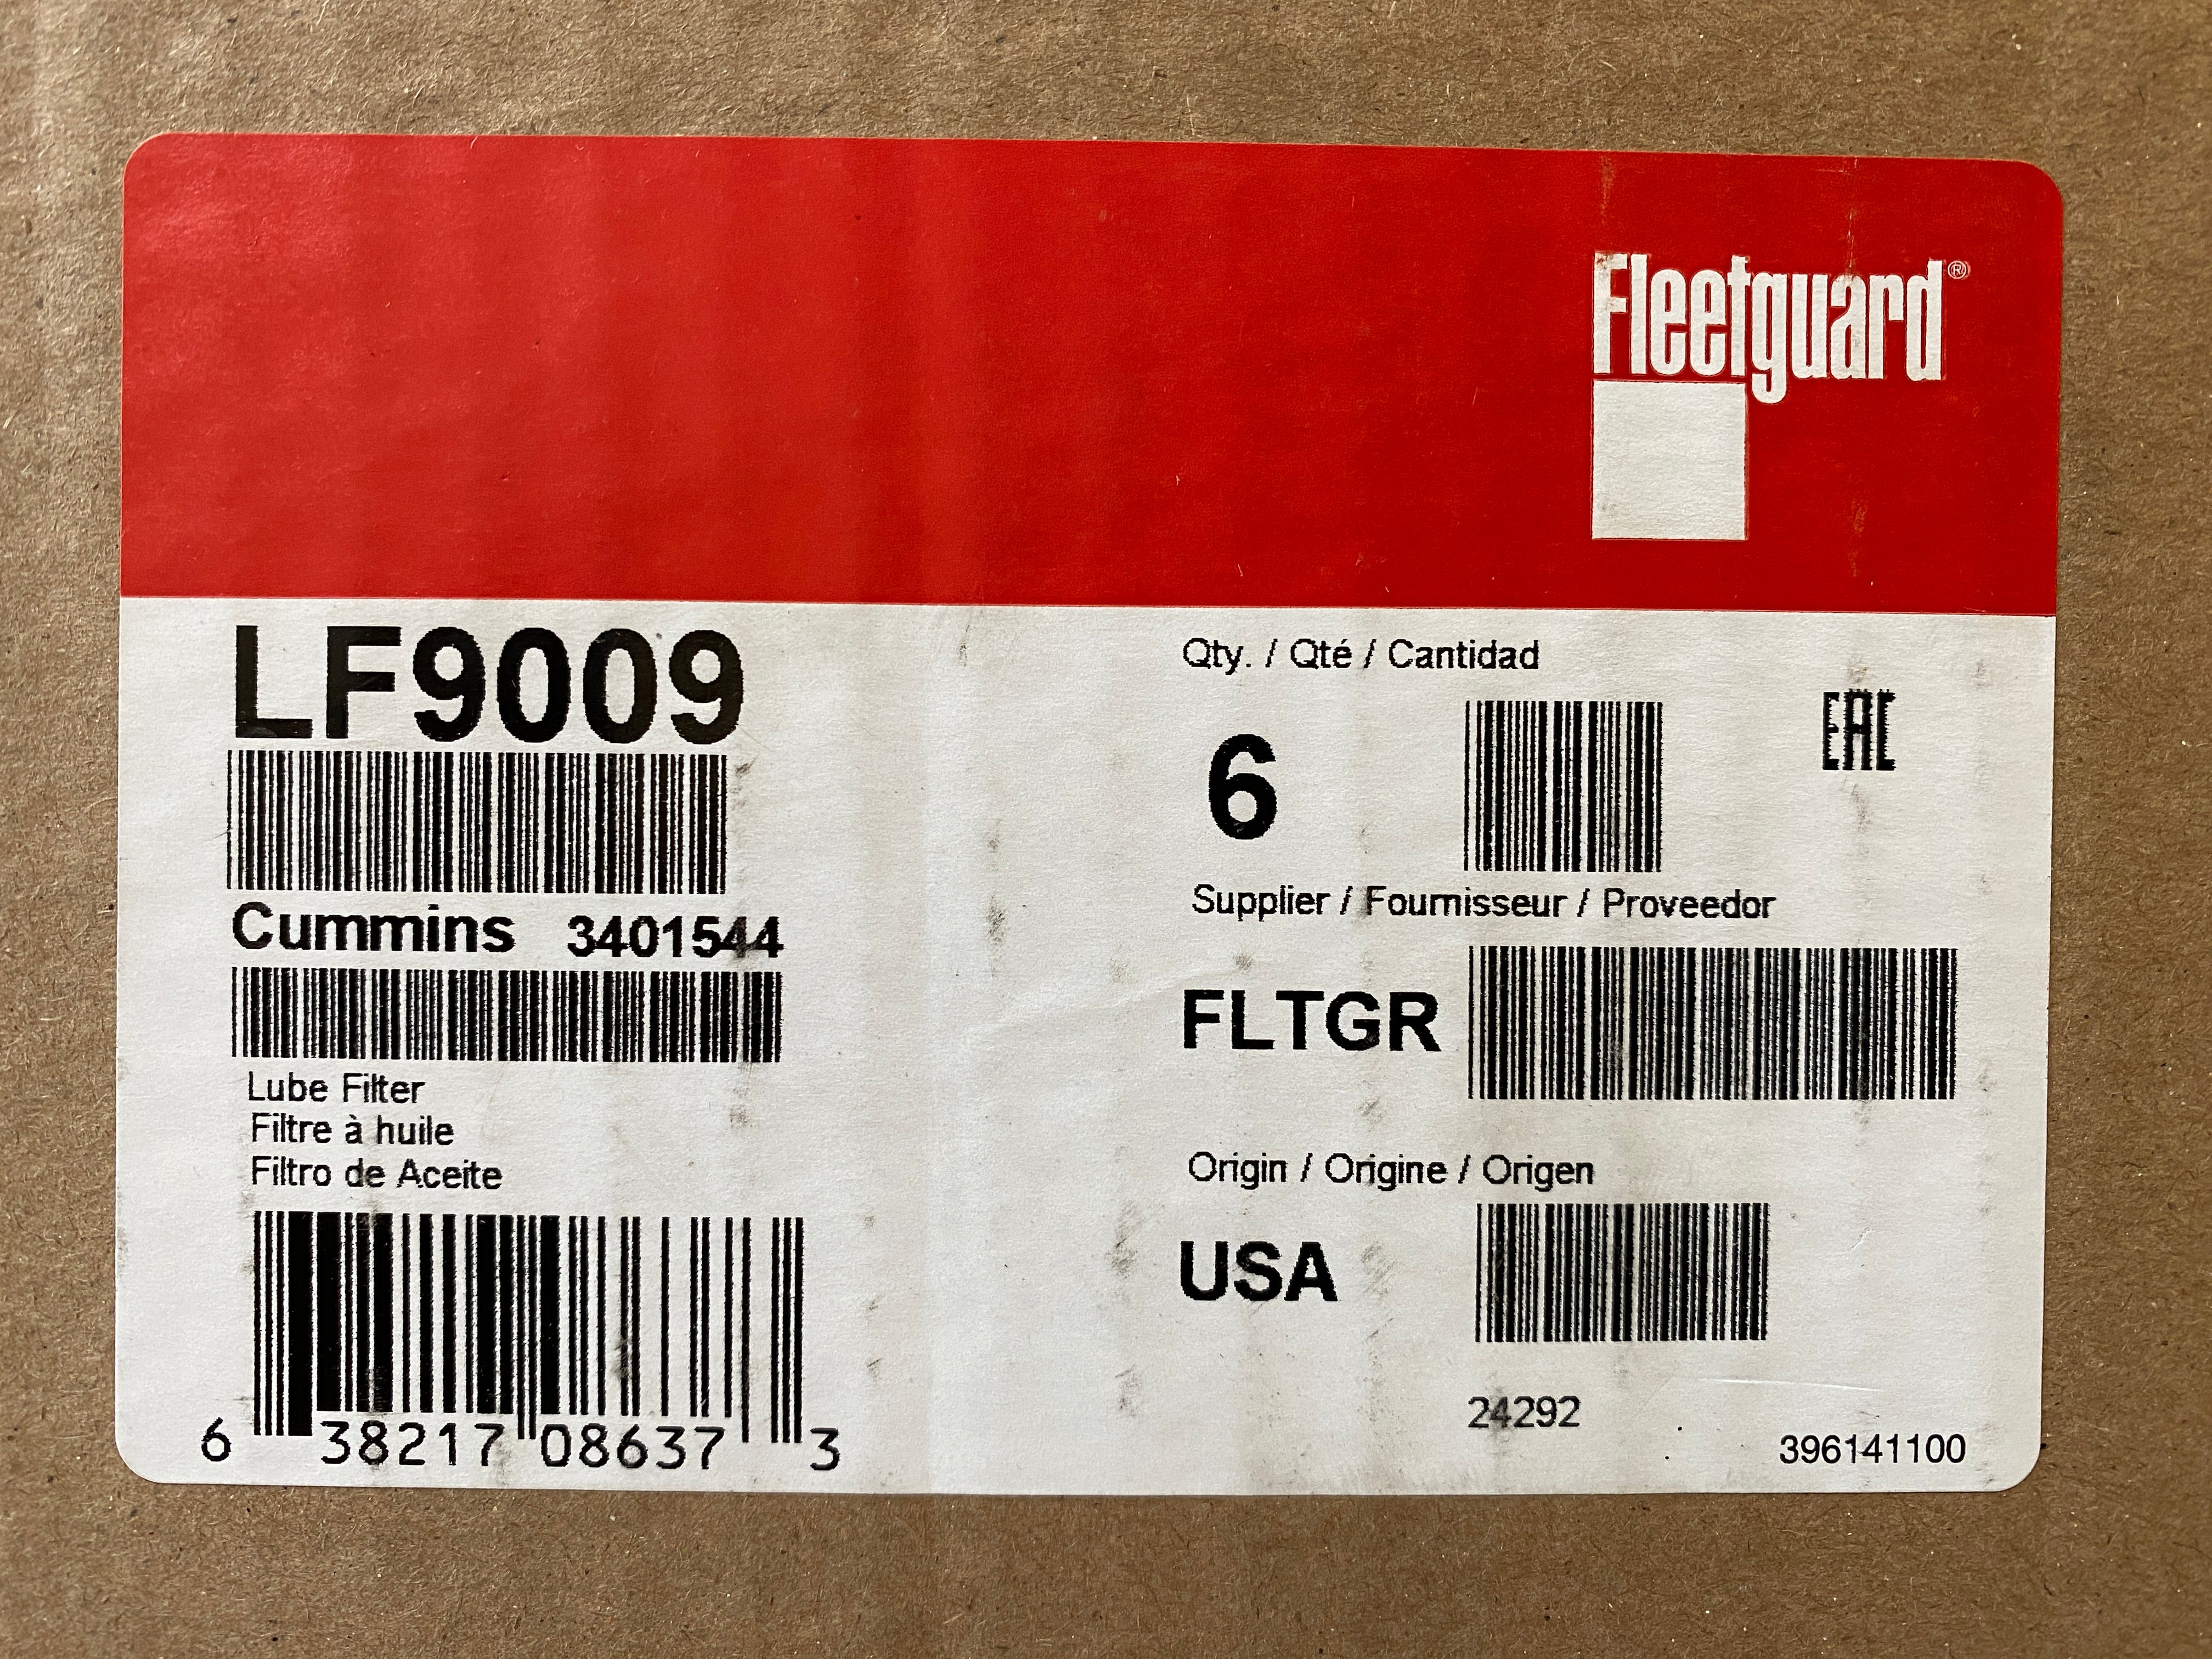 Fleetguard®
LF9009
Cummins 3401544
Lube Filter
Filtre à huile
Filtro de Aceite
6 38217 08637 3
Qty. / Qté / Cantidad
6
EAC
Supplier / Fournisseur / Proveedor
FLTGR
Origin / Origine / Origen
USA
24292
396141100